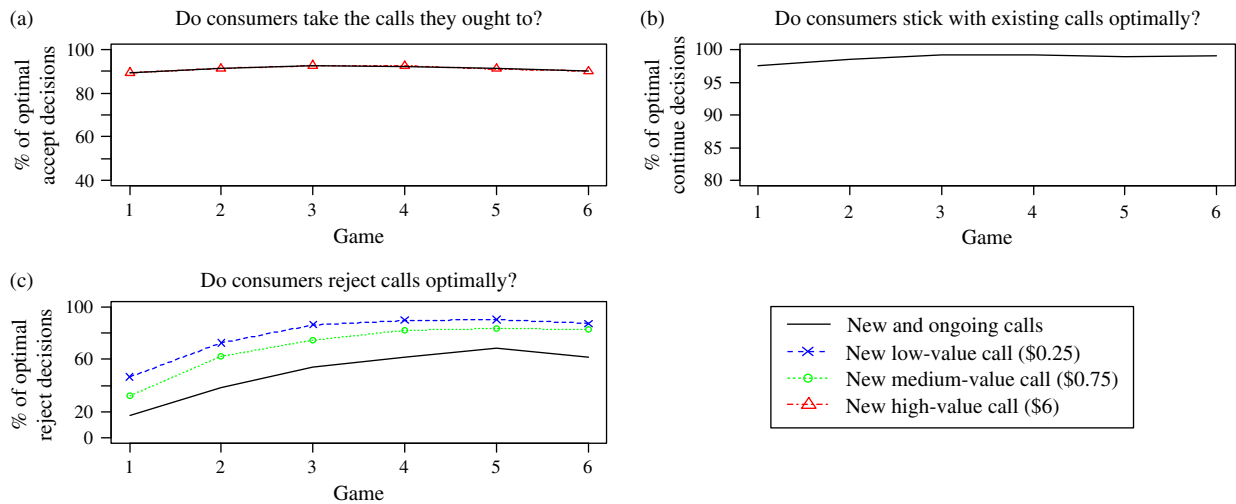 (a) Do consumers take the calls they ought to?
% of optimal
accept decisions
100
80
60
40
1 2 3 4 5 6
Game
(b) Do consumers stick with existing calls optimally?
% of optimal
continue decisions
100
95
90
85
80
1 2 3 4 5 6
Game
(c) Do consumers reject calls optimally?
% of optimal
reject decisions
100
60
20
0
1 2 3 4 5 6
Game
New and ongoing calls
New low-value call ($0.25)
New medium-value call ($0.75)
New high-value call ($6)